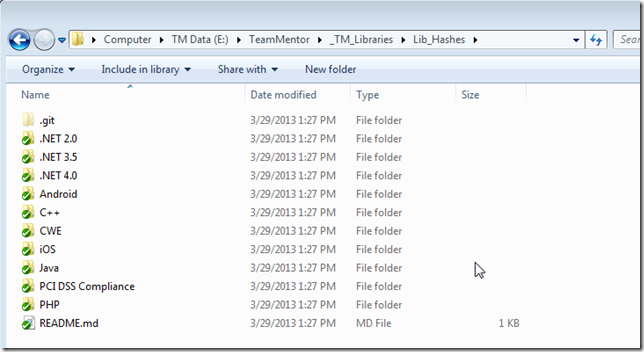 Computer TM Data (E:) TeamMentor _TM_Libraries Lib_Hashes Sear
Organize Include in library Share with New folder
Name Date modified Type Size
.git 3/29/2013 1:27 PM File folder
.NET 2.0 3/29/2013 1:27 PM File folder
.NET 3.5 3/29/2013 1:27 PM File folder
.NET 4.0 3/29/2013 1:27 PM File folder
Android 3/29/2013 1:27 PM File folder
C++ 3/29/2013 1:27 PM File folder
CWE 3/29/2013 1:27 PM File folder
iOS 3/29/2013 1:27 PM File folder
Java 3/29/2013 1:27 PM File folder
PCI DSS Compliance 3/29/2013 1:27 PM File folder
PHP 3/29/2013 1:27 PM File folder
README.md 3/29/2013 1:27 PM MD File 1 KB